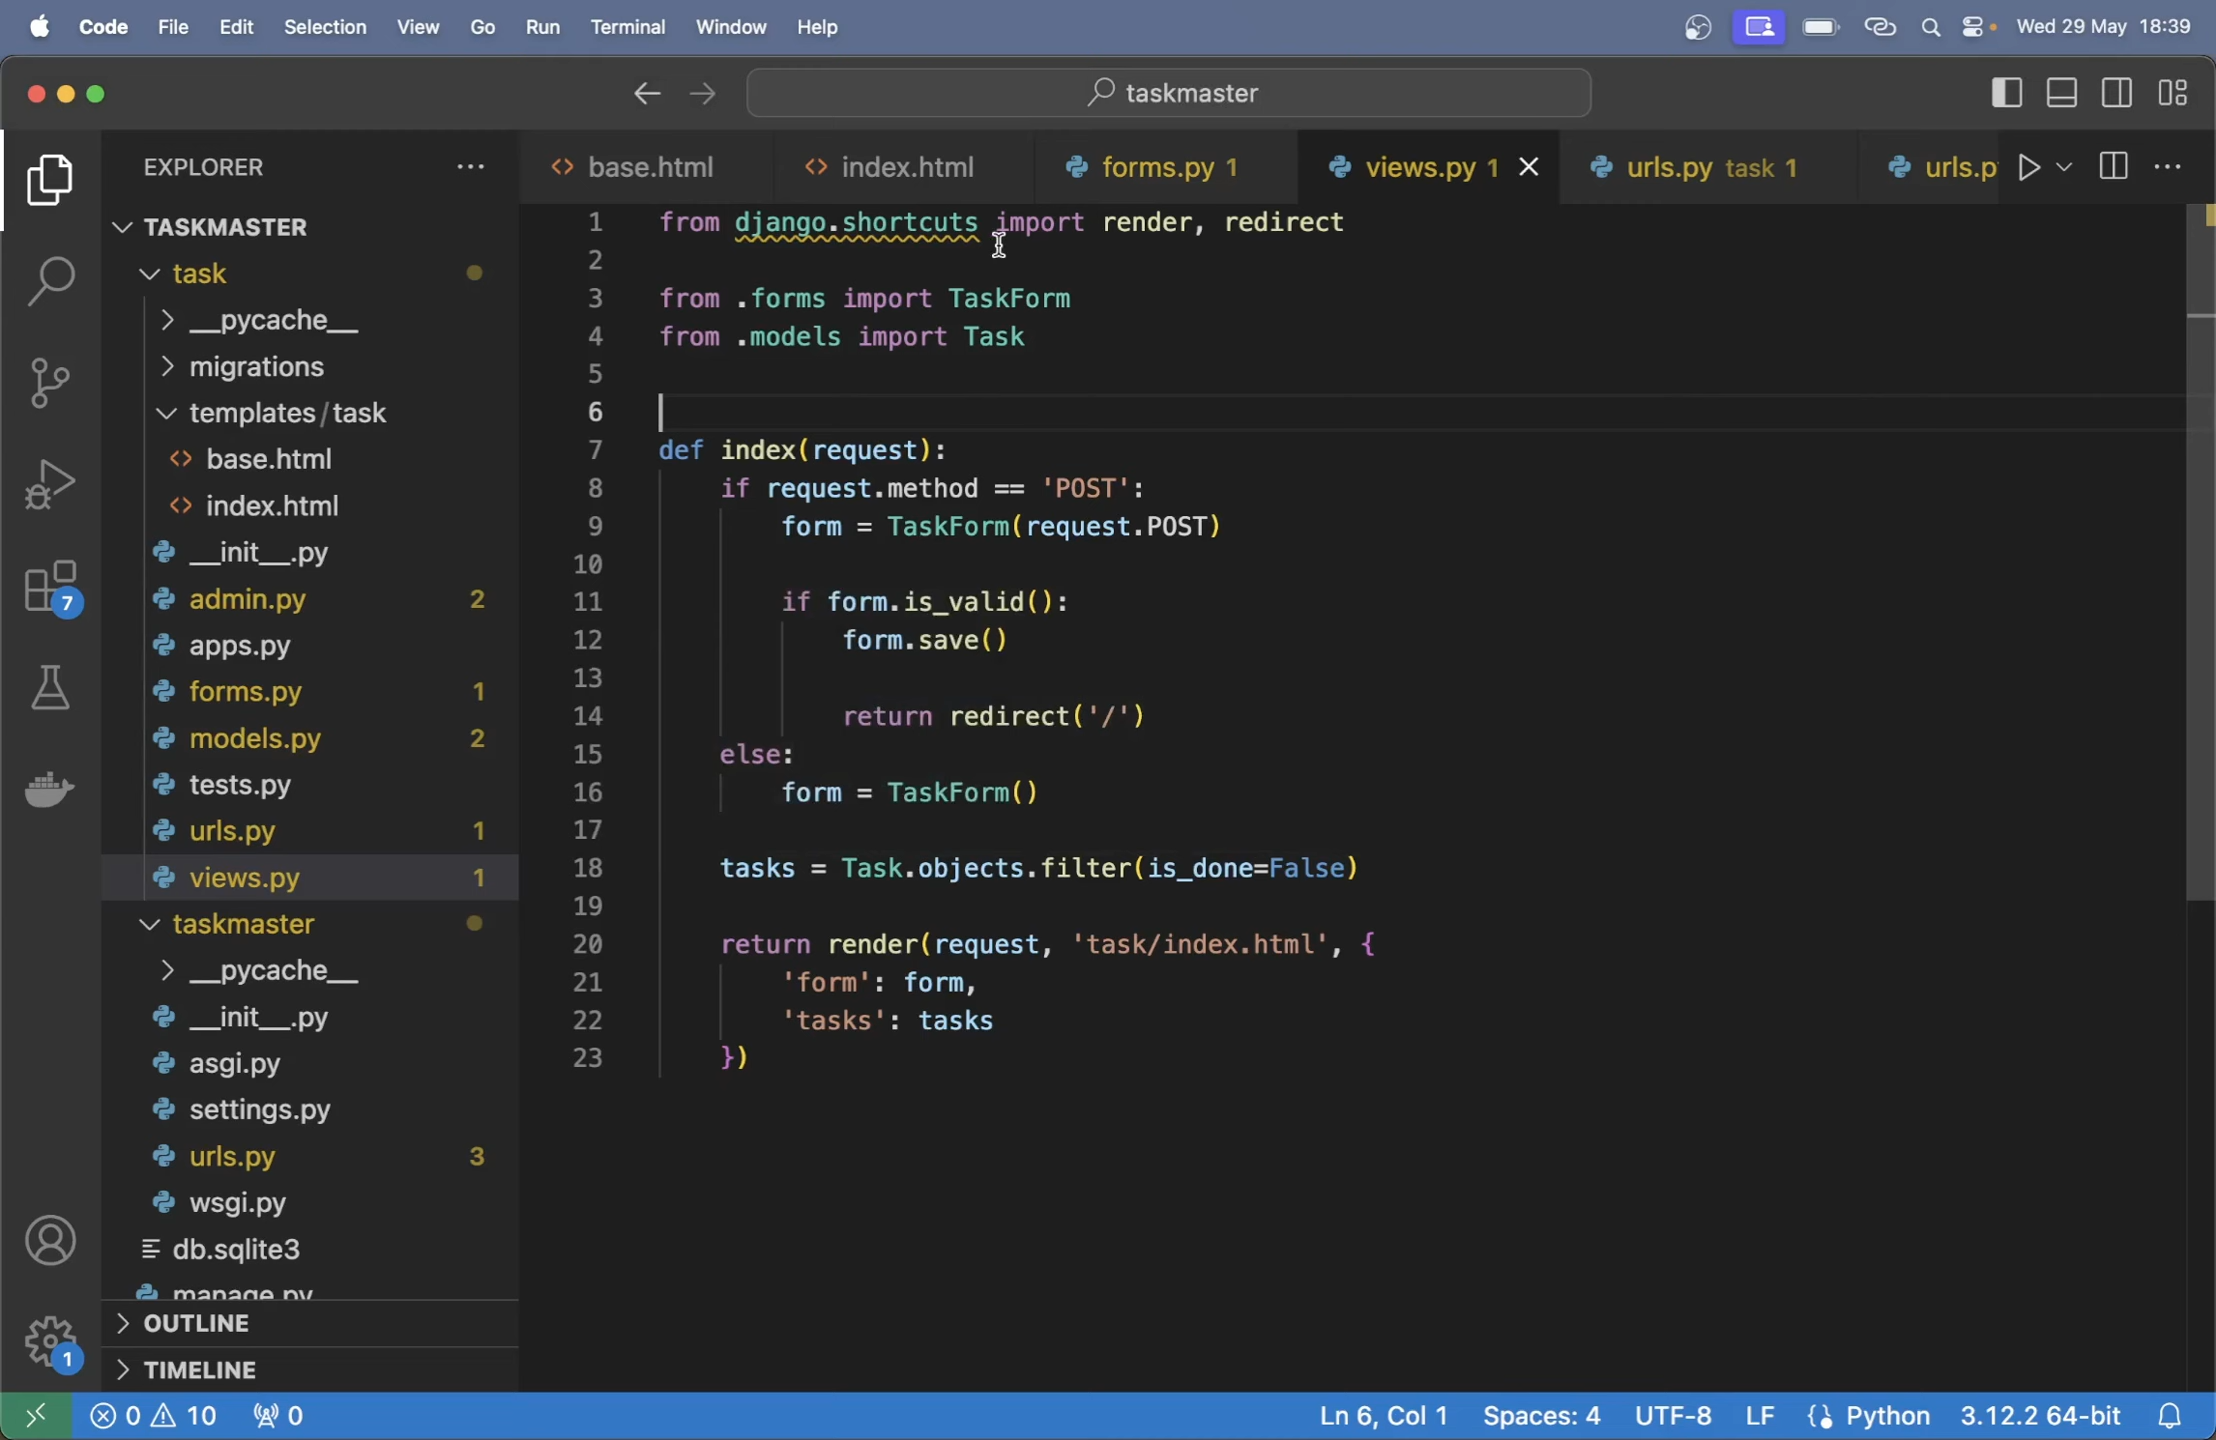 Code File Edit Selection View Go Run Terminal Window Help Wed 29 May 18:39
taskmaster
EXPLORER
TASKMASTER
task
__pycache__
migrations
templates/task
base.html
index.html
__init__.py
admin.py 2
apps.py
forms.py 1
models.py 2
tests.py
urls.py 1
views.py 1
taskmaster
__pycache__
__init__.py
asgi.py
settings.py
urls.py 3
wsgi.py
db.sqlite3
manage.py
OUTLINE
TIMELINE
7
1
base.html index.html forms.py 1 views.py 1 urls.py task 1 urls.p
1 from django.shortcuts import render, redirect
2
3 from .forms import TaskForm
4 from .models import Task
5
6
7 def index(request):
8 if request.method == 'POST':
9 form = TaskForm(request.POST)
10
11 if form.is_valid():
12 form.save()
13
14 return redirect('/')
15 else:
16 form = TaskForm()
17
18 tasks = Task.objects.filter(is_done=False)
19
20 return render(request, 'task/index.html', {
21 'form': form,
22 'tasks': tasks
23 })
0 10 0 Ln 6, Col 1 Spaces: 4 UTF-8 LF Python 3.12.2 64-bit